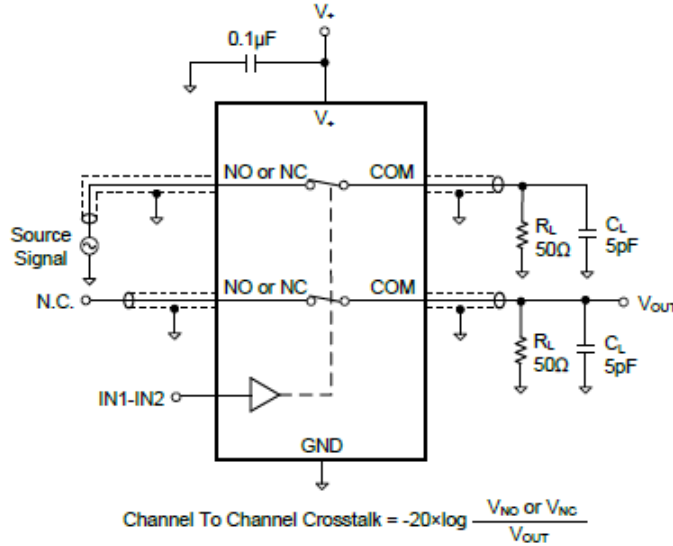 V+
0.1µF
V+
NO or NC
COM
Source
Signal
RL
50Ω
CL
5pF
N.C.
NO or NC
COM
VOUT
RL
50Ω
CL
5pF
IN1-IN2
GND
Channel To Channel Crosstalk = -20×log VNO or VNC / VOUT